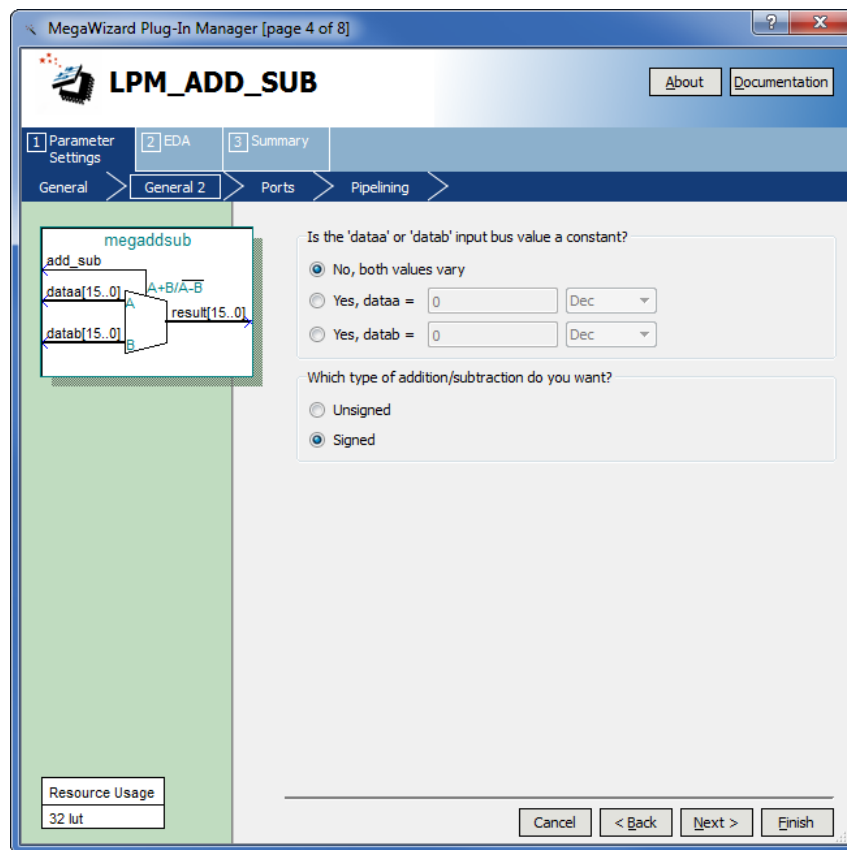 MegaWizard Plug-In Manager [page 4 of 8]
?
X
LPM_ADD_SUB
About
Documentation
1 Parameter Settings
2 EDA
3 Summary
General
General 2
Ports
Pipelining
megaddsub
add_sub
A+B/A-B
dataa[15..0]
A
result[15..0]
datab[15..0]
B
Is the 'dataa' or 'datab' input bus value a constant?
No, both values vary
Yes, dataa = 0 Dec
Yes, datab = 0 Dec
Which type of addition/subtraction do you want?
Unsigned
Signed
Resource Usage
32 lut
Cancel
< Back
Next >
Finish